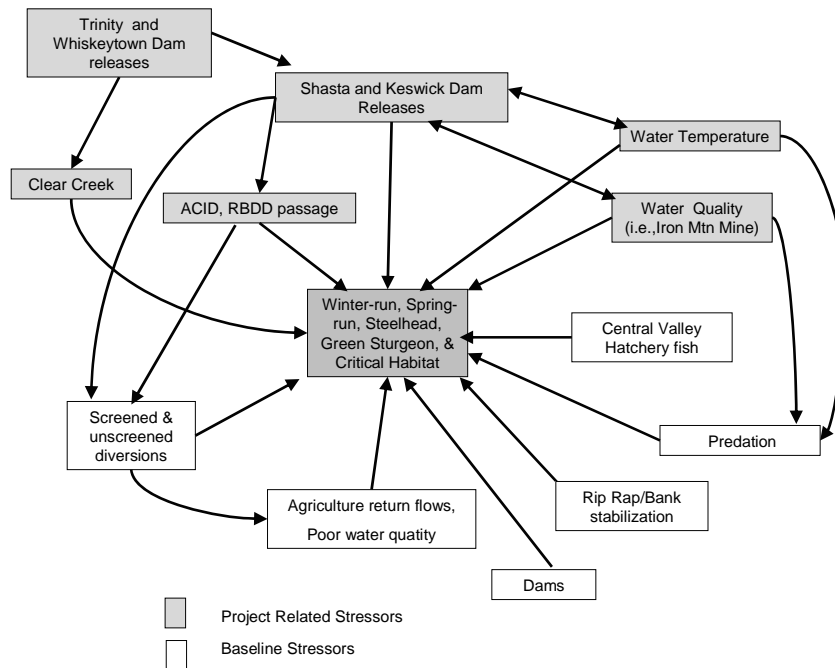 Trinity and
Whiskeytown Dam
releases
Shasta and Keswick Dam
Releases
Water Temperature
Clear Creek
ACID, RBDD passage
Water Quality
(i.e.,Iron Mtn Mine)
Winter-run, Spring-
run, Steelhead,
Green Sturgeon, &
Critical Habitat
Central Valley
Hatchery fish
Screened &
unscreened
diversions
Predation
Agriculture return flows,
Poor water quatity
Rip Rap/Bank
stabilization
Dams
Project Related Stressors
Baseline Stressors